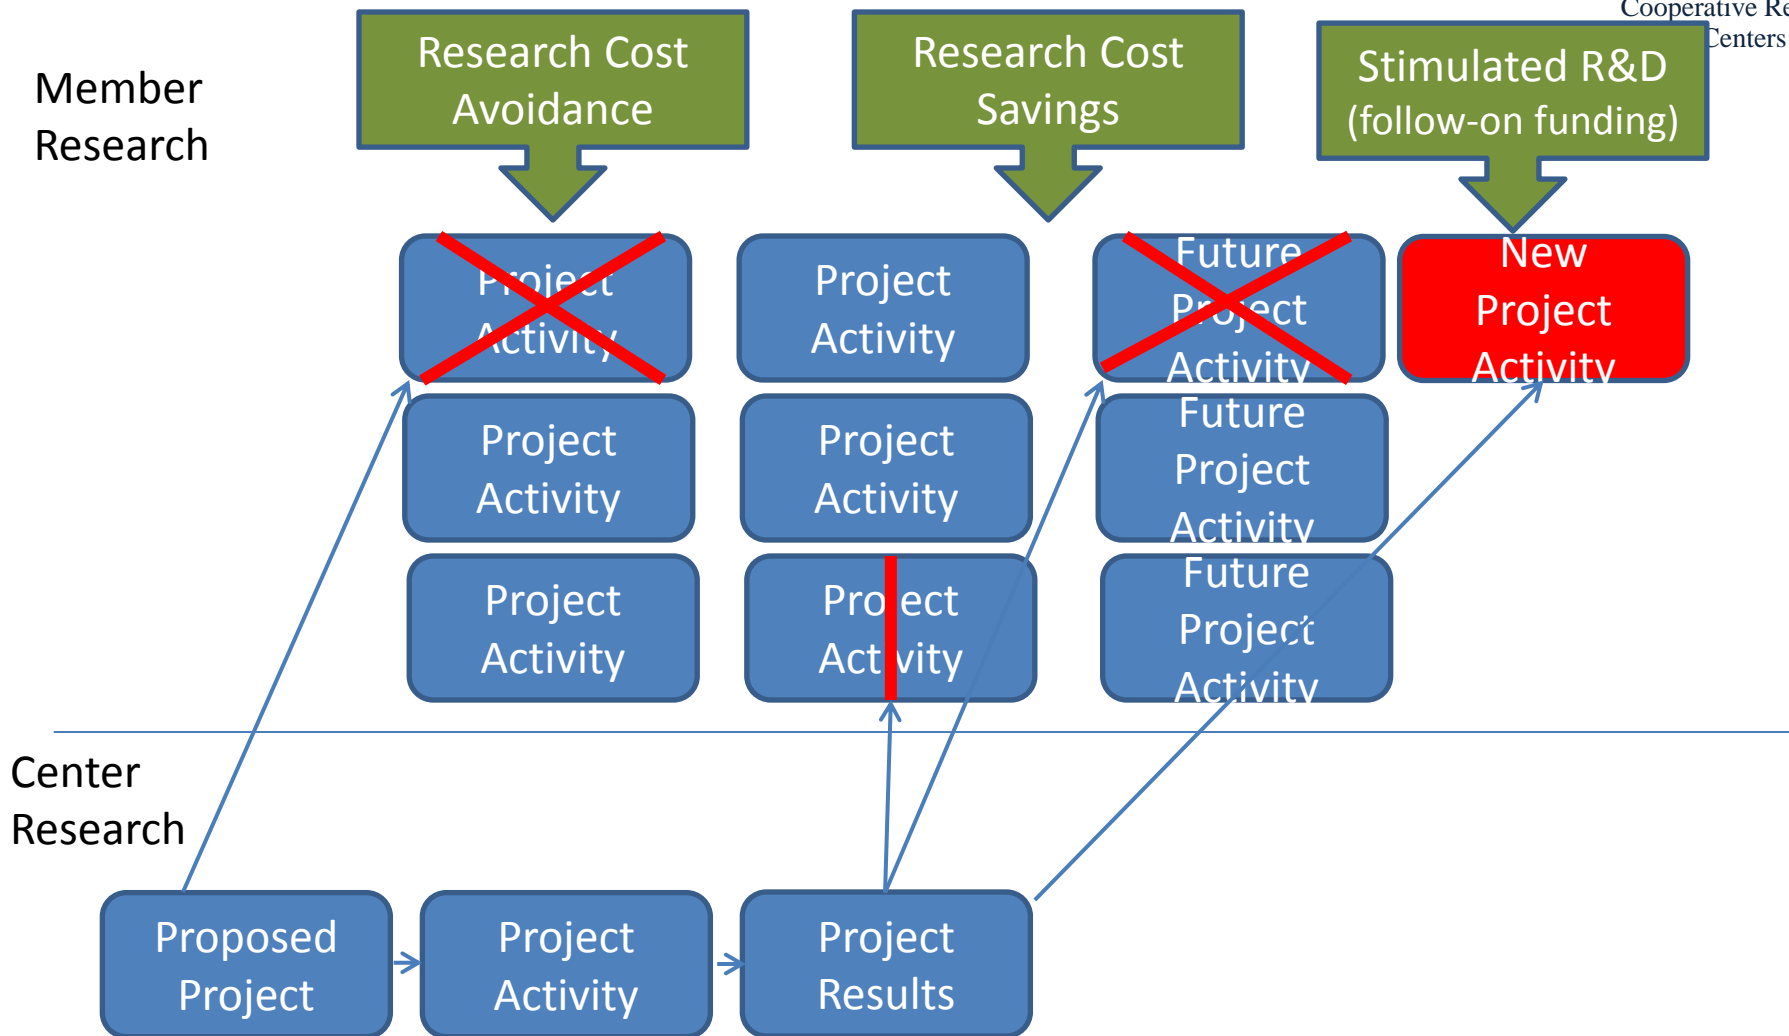 Cooperative Re
Centers
Member
Research
Research Cost
Avoidance
Research Cost
Savings
Stimulated R&D
(follow-on funding)
Project
Activity
Project
Activity
Future
Project
Activity
New
Project
Activity
Project
Activity
Project
Activity
Future
Project
Activity
Project
Activity
Project
Activity
Future
Project
Activity
Center
Research
Proposed
Project
Project
Activity
Project
Results